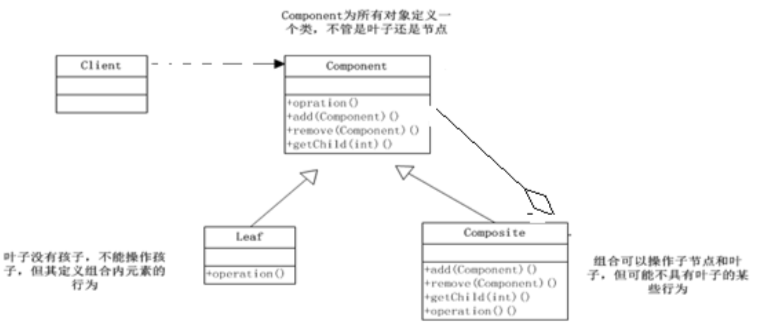 Component为所有对象定义一
个类，不管是叶子还是节点
Client
Component
+opration()
+add(Component)()
+remove(Component)()
+getChild(int)()
Leaf
+operation()
叶子没有孩子，不能操作孩
子，但其定义组合内元素的
行为
Composite
+add(Component)()
+remove(Component)()
+getChild(int)()
+operation()()
组合可以操作子节点和叶
子，但可能不具有叶子的某
些行为